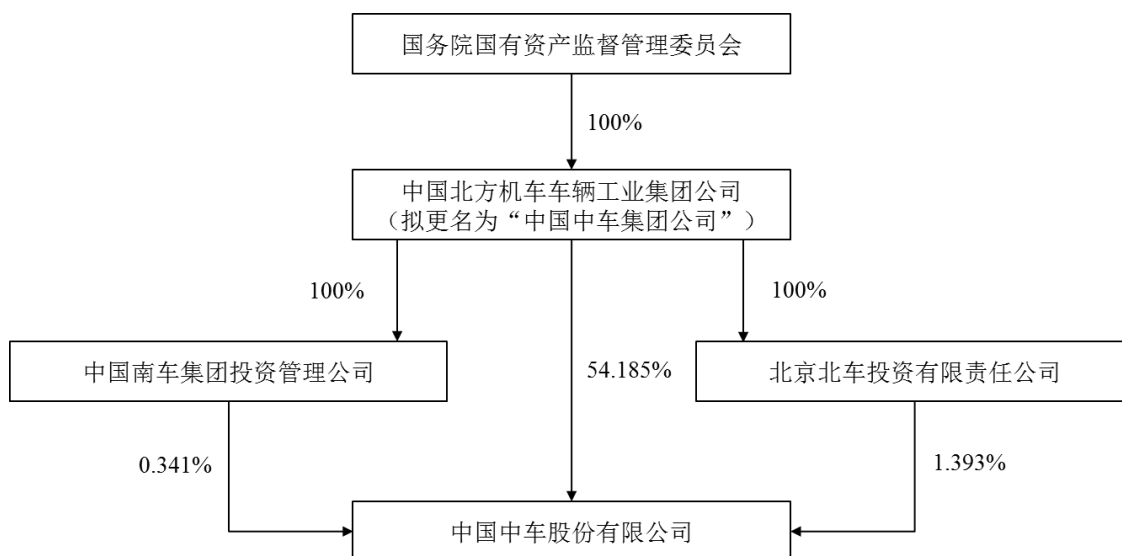 国务院国有资产监督管理委员会
100%
中国北方机车车辆工业集团公司
（拟更名为“中国中车集团公司”）
100%
100%
中国南车集团投资管理公司
54.185%
北京北车投资有限责任公司
0.341%
1.393%
中国中车股份有限公司